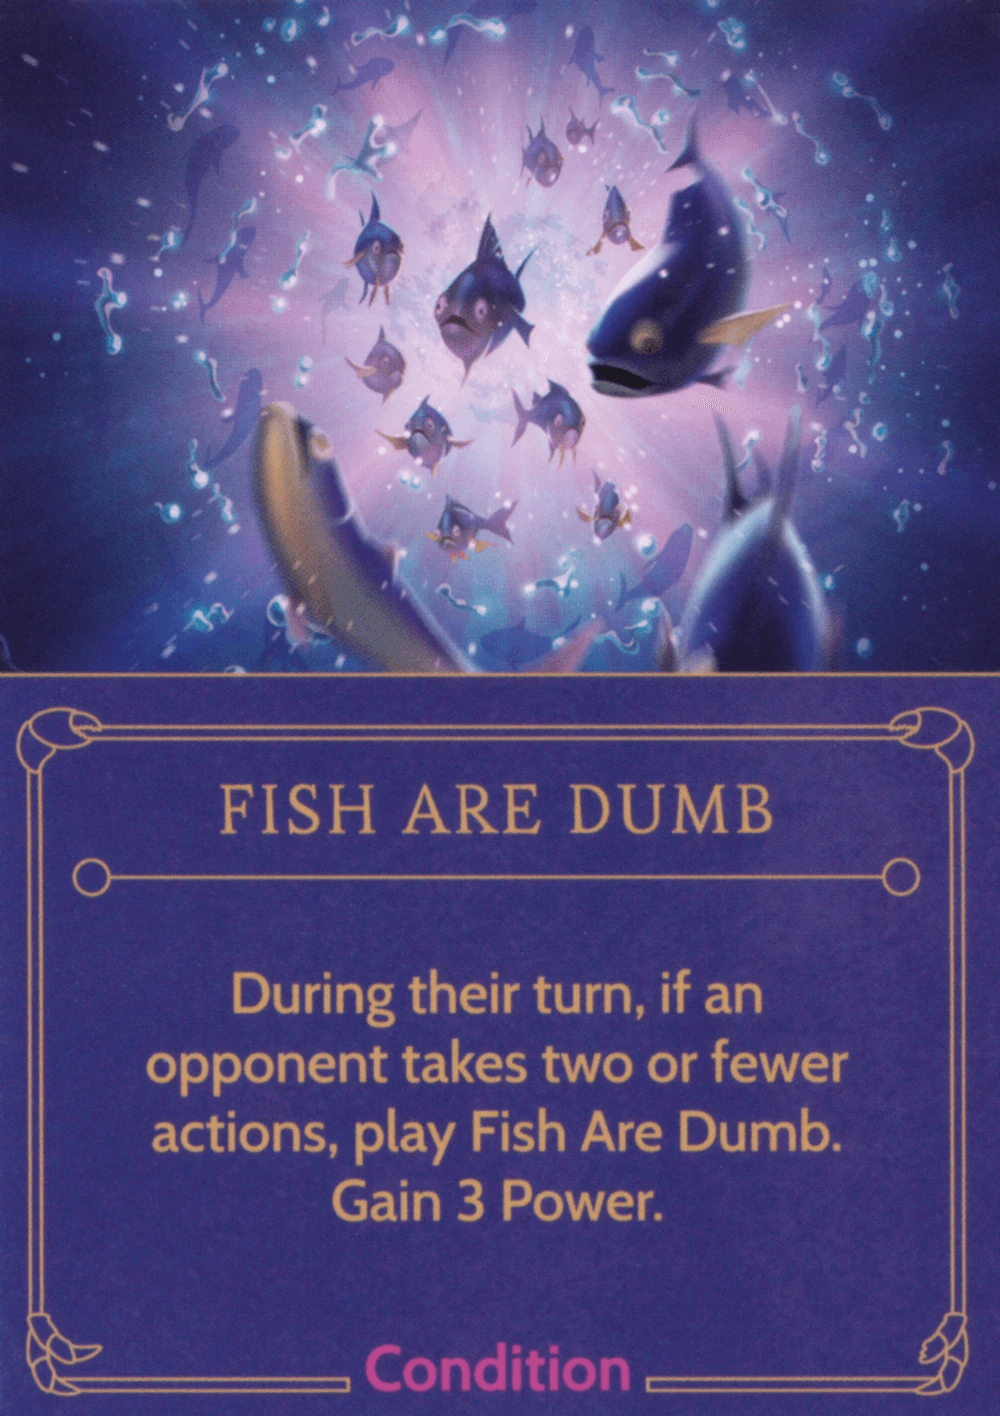 FISH ARE DUMB
During their turn, if an
opponent takes two or fewer
actions, play Fish Are Dumb.
Gain 3 Power.
Condition